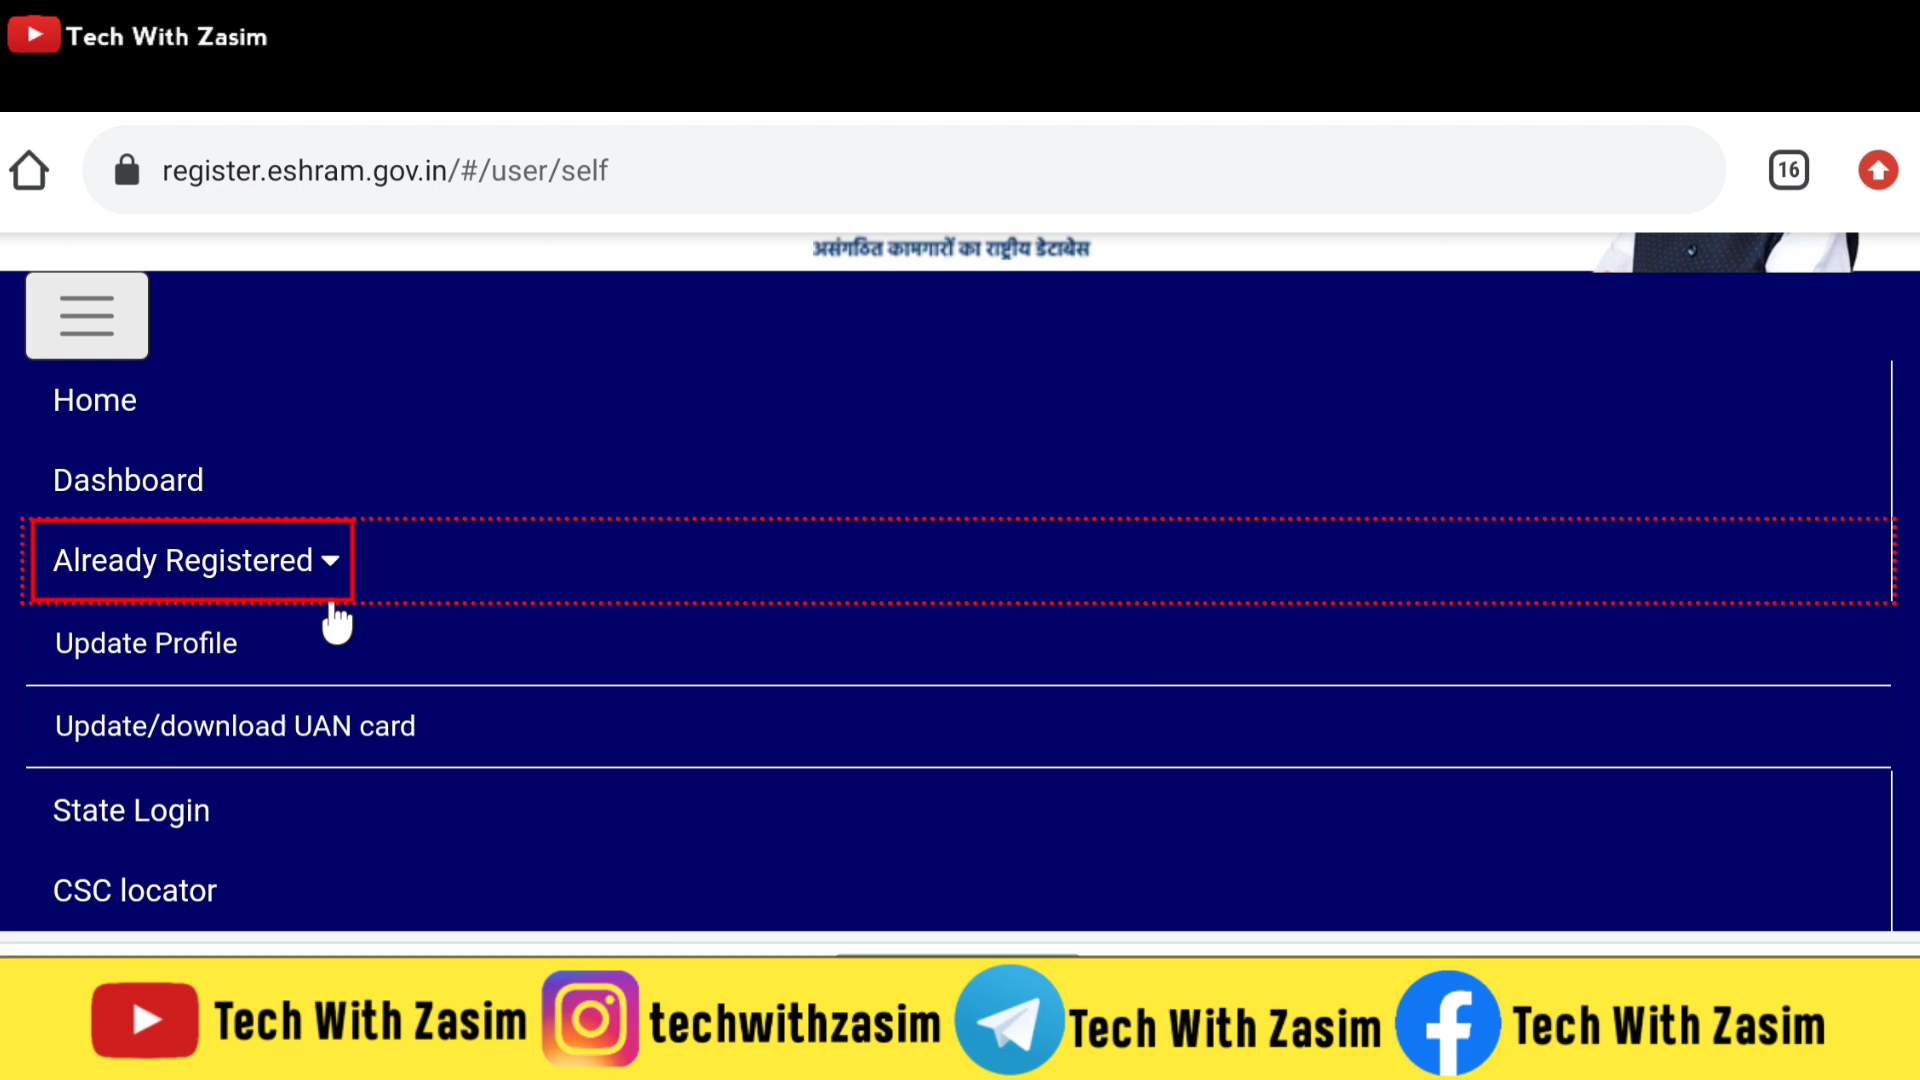 Tech With Zasim
register.eshram.gov.in/#/user/self
16
असंगठित कामगारों का राष्ट्रीय डेटाबेस
Home
Dashboard
Already Registered
Update Profile
Update/download UAN card
State Login
CSC locator
Tech With Zasim techwithzasim Tech With Zasim Tech With Zasim